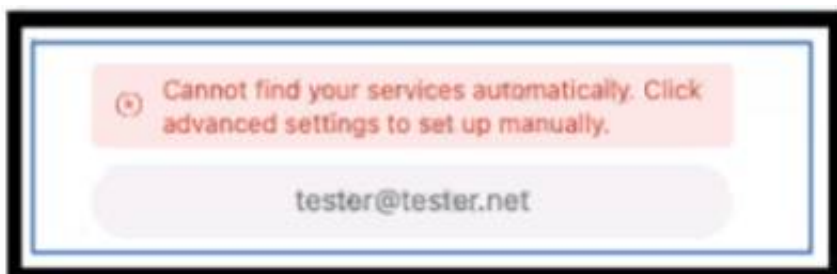 Cannot find your services automatically. Click
advanced settings to set up manually.
tester@tester.net